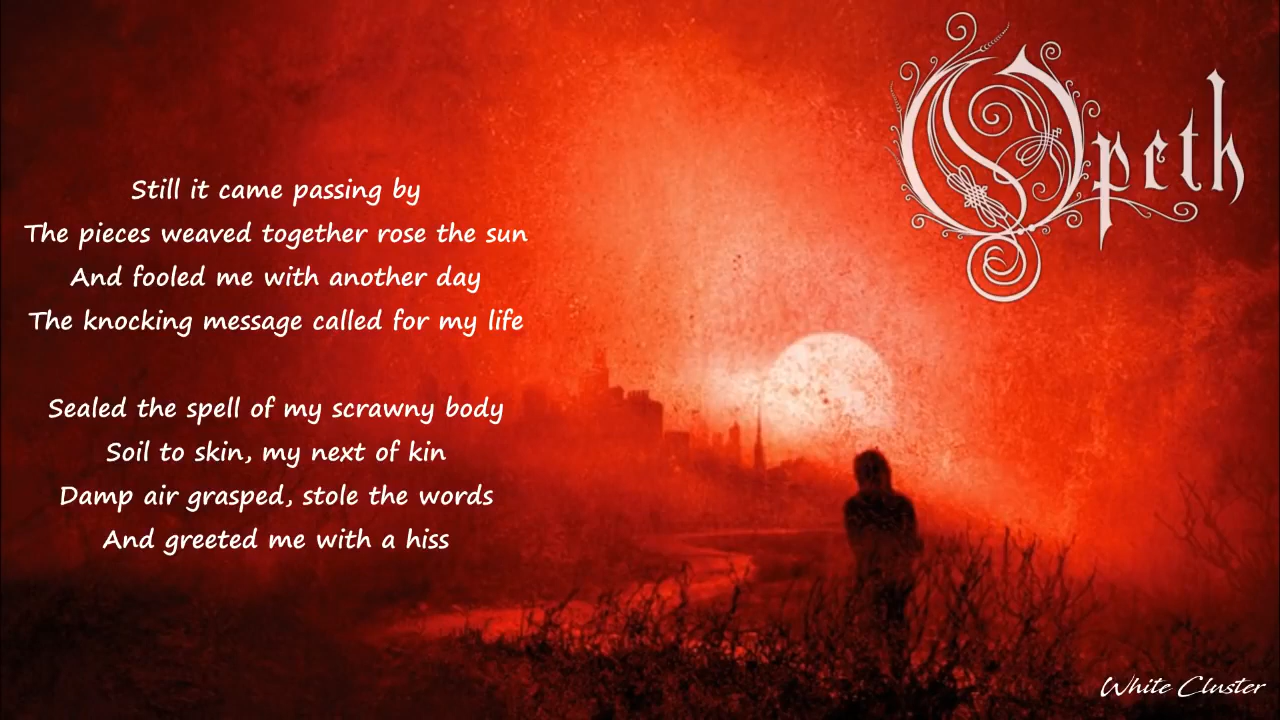 Opeth
Still it came passing by
The pieces weaved together rose the sun
And fooled me with another day
The knocking message called for my life
Sealed the spell of my scrawny body
Soil to skin, my next of kin
Damp air grasped, stole the words
And greeted me with a hiss
White Cluster